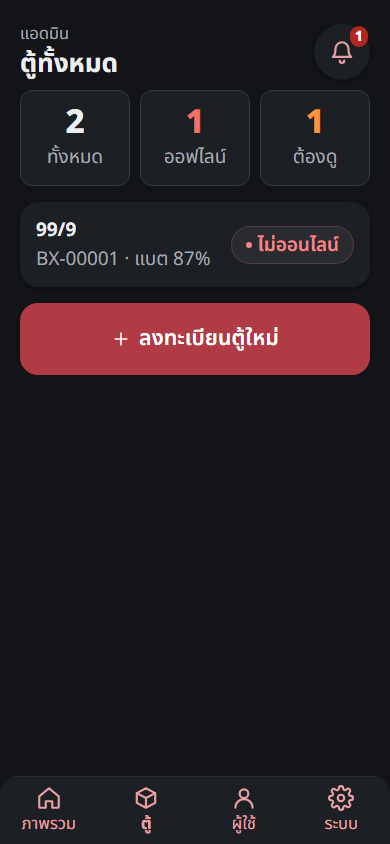 แอดมิน
ตู้ทั้งหมด
1
2
ทั้งหมด
1
ออฟไลน์
1
ต้องดู
99/9
BX-00001 · แบต 87%
• ไม่ออนไลน์
+ ลงทะเบียนตู้ใหม่
ภาพรวม
ตู้
ผู้ใช้
ระบบ